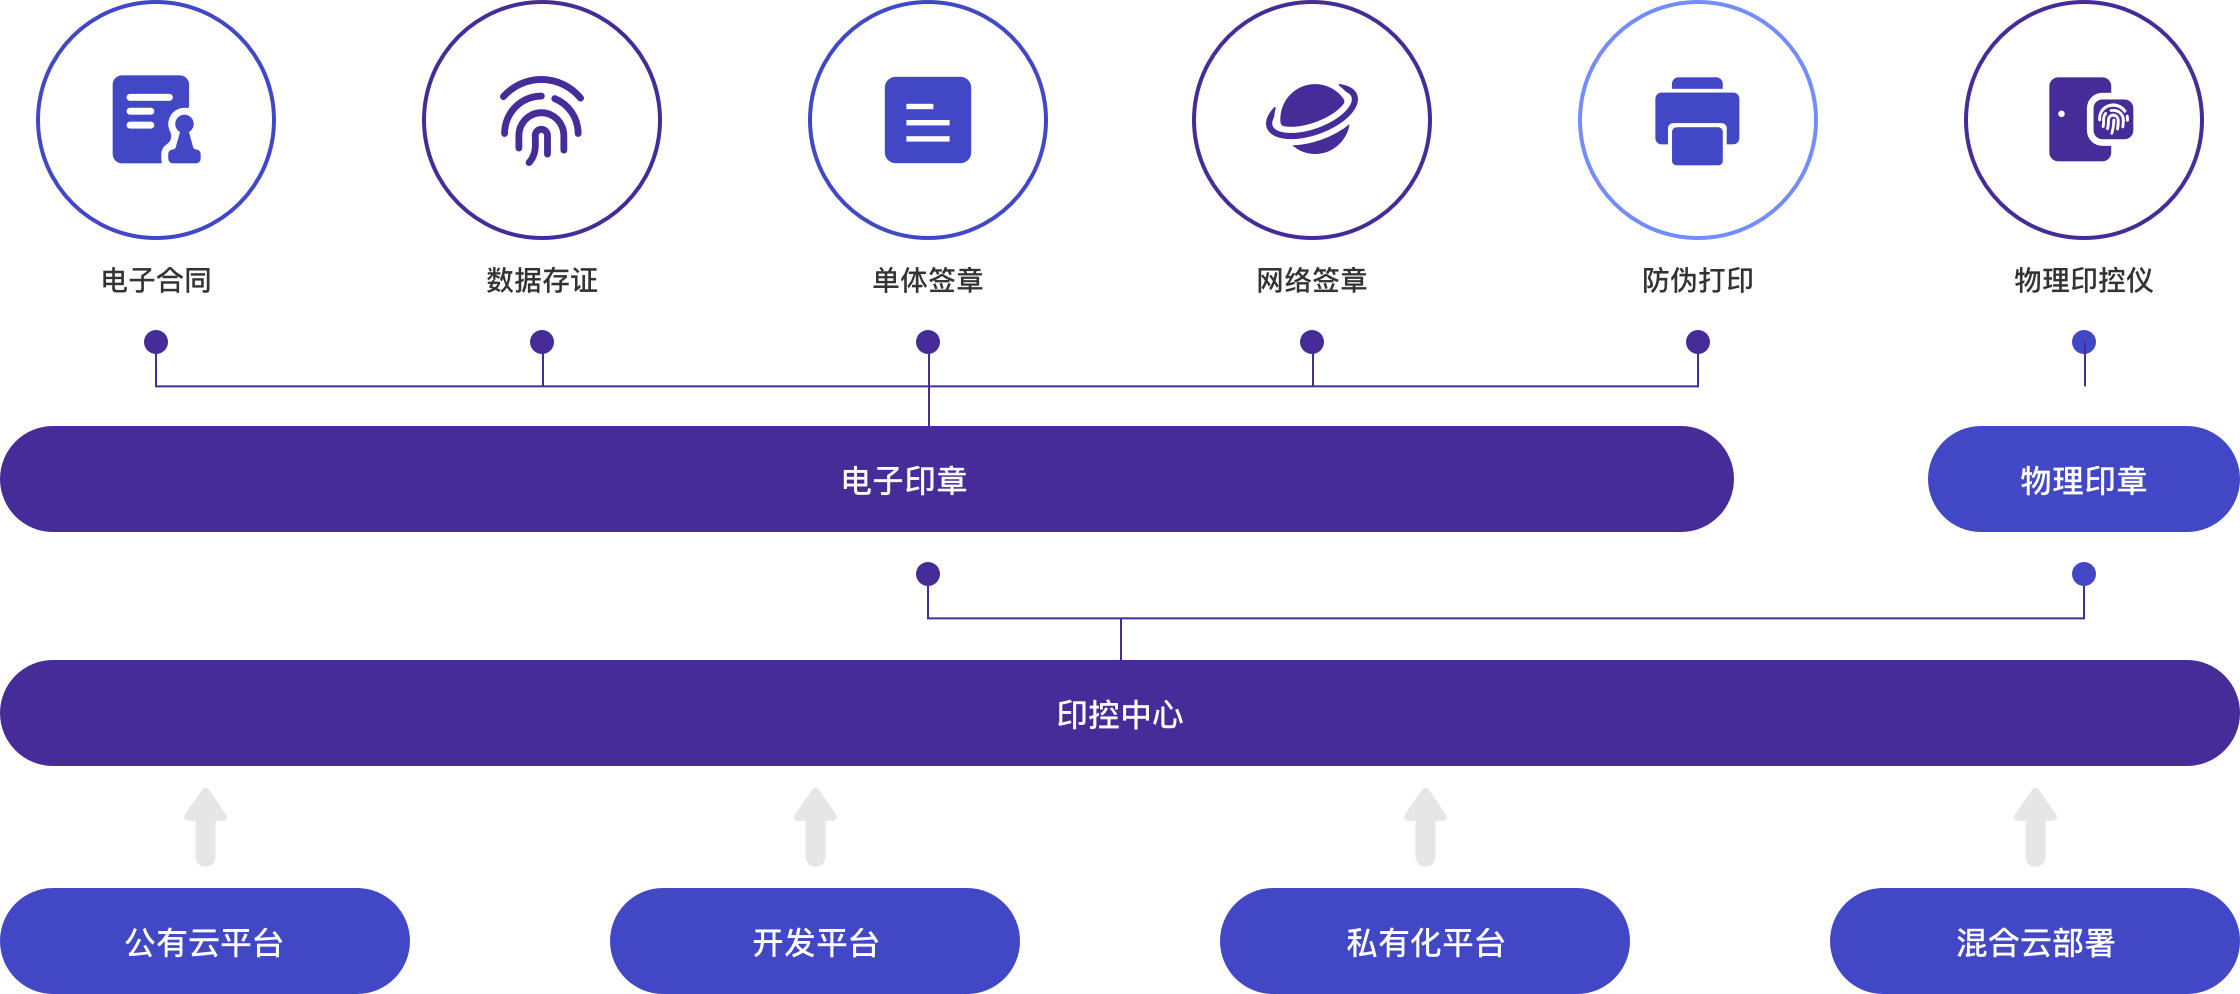 电子合同
数据存证
单体签章
网络签章
防伪打印
物理印控仪
电子印章
物理印章
印控中心
公有云平台
开发平台
私有化平台
混合云部署